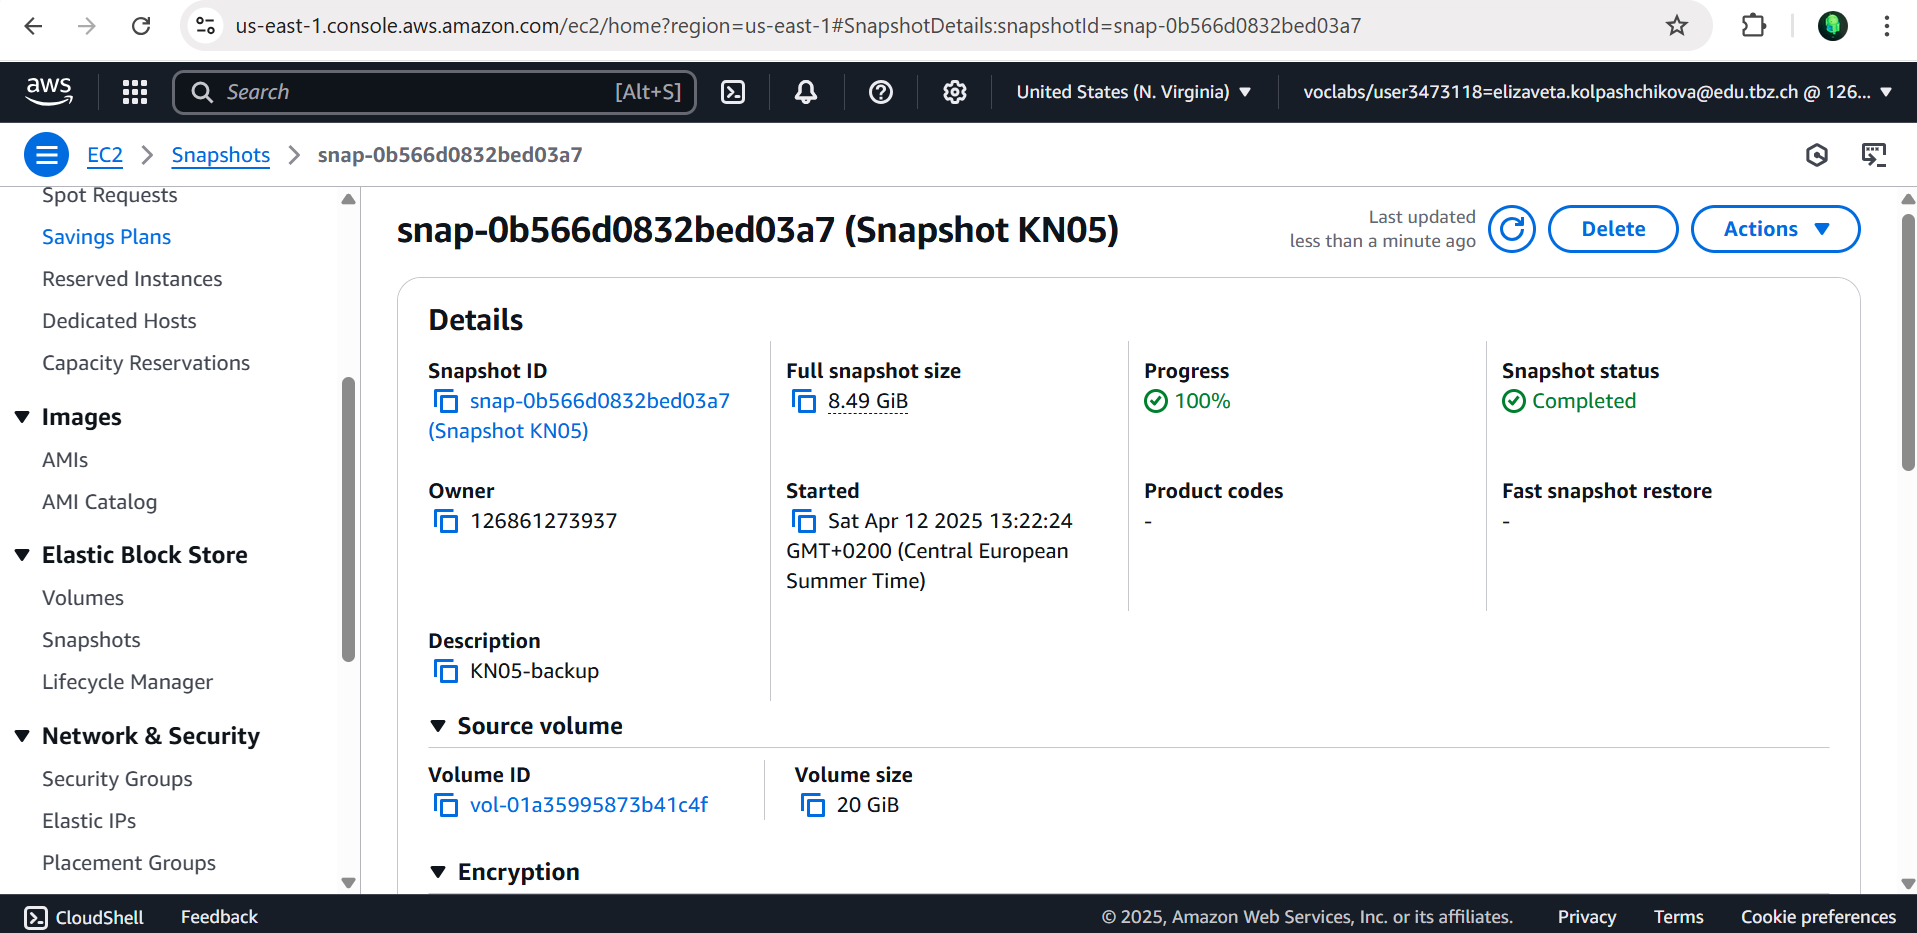 us-east-1.console.aws.amazon.com/ec2/home?region=us-east-1#SnapshotDetails:snapshotId=snap-0b566d0832bed03a7
aws
Search [Alt+S]
United States (N. Virginia)
voclabs/user3473118=elizaveta.kolpashchikova@edu.tbz.ch @ 126...
EC2 Snapshots snap-0b566d0832bed03a7
Spot Requests
Savings Plans
Reserved Instances
Dedicated Hosts
Capacity Reservations
Images
AMIs
AMI Catalog
Elastic Block Store
Volumes
Snapshots
Lifecycle Manager
Network & Security
Security Groups
Elastic IPs
Placement Groups
snap-0b566d0832bed03a7 (Snapshot KN05)
Last updated
less than a minute ago
Delete
Actions
Details
Snapshot ID
snap-0b566d0832bed03a7
(Snapshot KN05)
Full snapshot size
8.49 GiB
Progress
100%
Snapshot status
Completed
Owner
126861273937
Started
Sat Apr 12 2025 13:22:24
GMT+0200 (Central European
Summer Time)
Product codes
-
Fast snapshot restore
-
Description
KN05-backup
Source volume
Volume ID
vol-01a35995873b41c4f
Volume size
20 GiB
Encryption
CloudShell
Feedback
© 2025, Amazon Web Services, Inc. or its affiliates.
Privacy
Terms
Cookie preferences